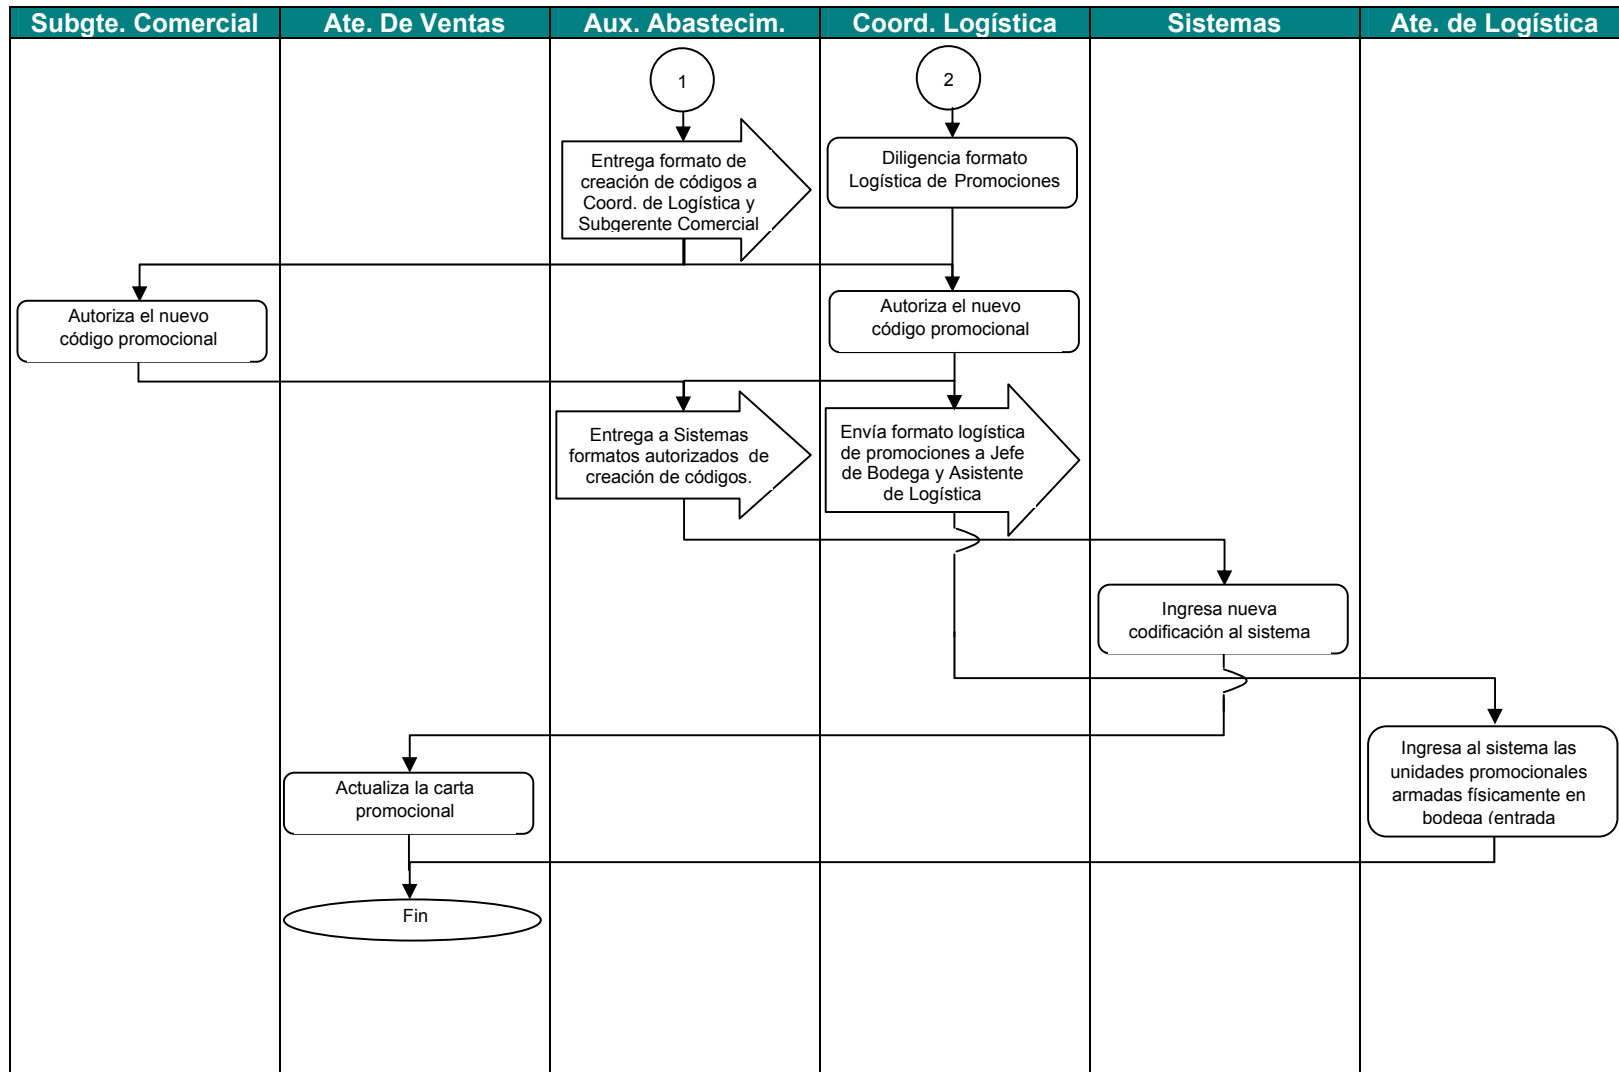 Subgte. Comercial
Ate. De Ventas
Aux. Abastecim.
Coord. Logística
Sistemas
Ate. de Logística
1
2
Entrega formato de
creación de códigos a
Coord. de Logística y
Subgerente Comercial
Diligencia formato
Logística de Promociones
Autoriza el nuevo
código promocional
Autoriza el nuevo
código promocional
Entrega a Sistemas
formatos autorizados de
creación de códigos.
Envía formato logística
de promociones a Jefe
de Bodega y Asistente
de Logística
Ingresa nueva
codificación al sistema
Ingresa al sistema las
unidades promocionales
armadas físicamente en
bodega (entrada
Actualiza la carta
promocional
Fin